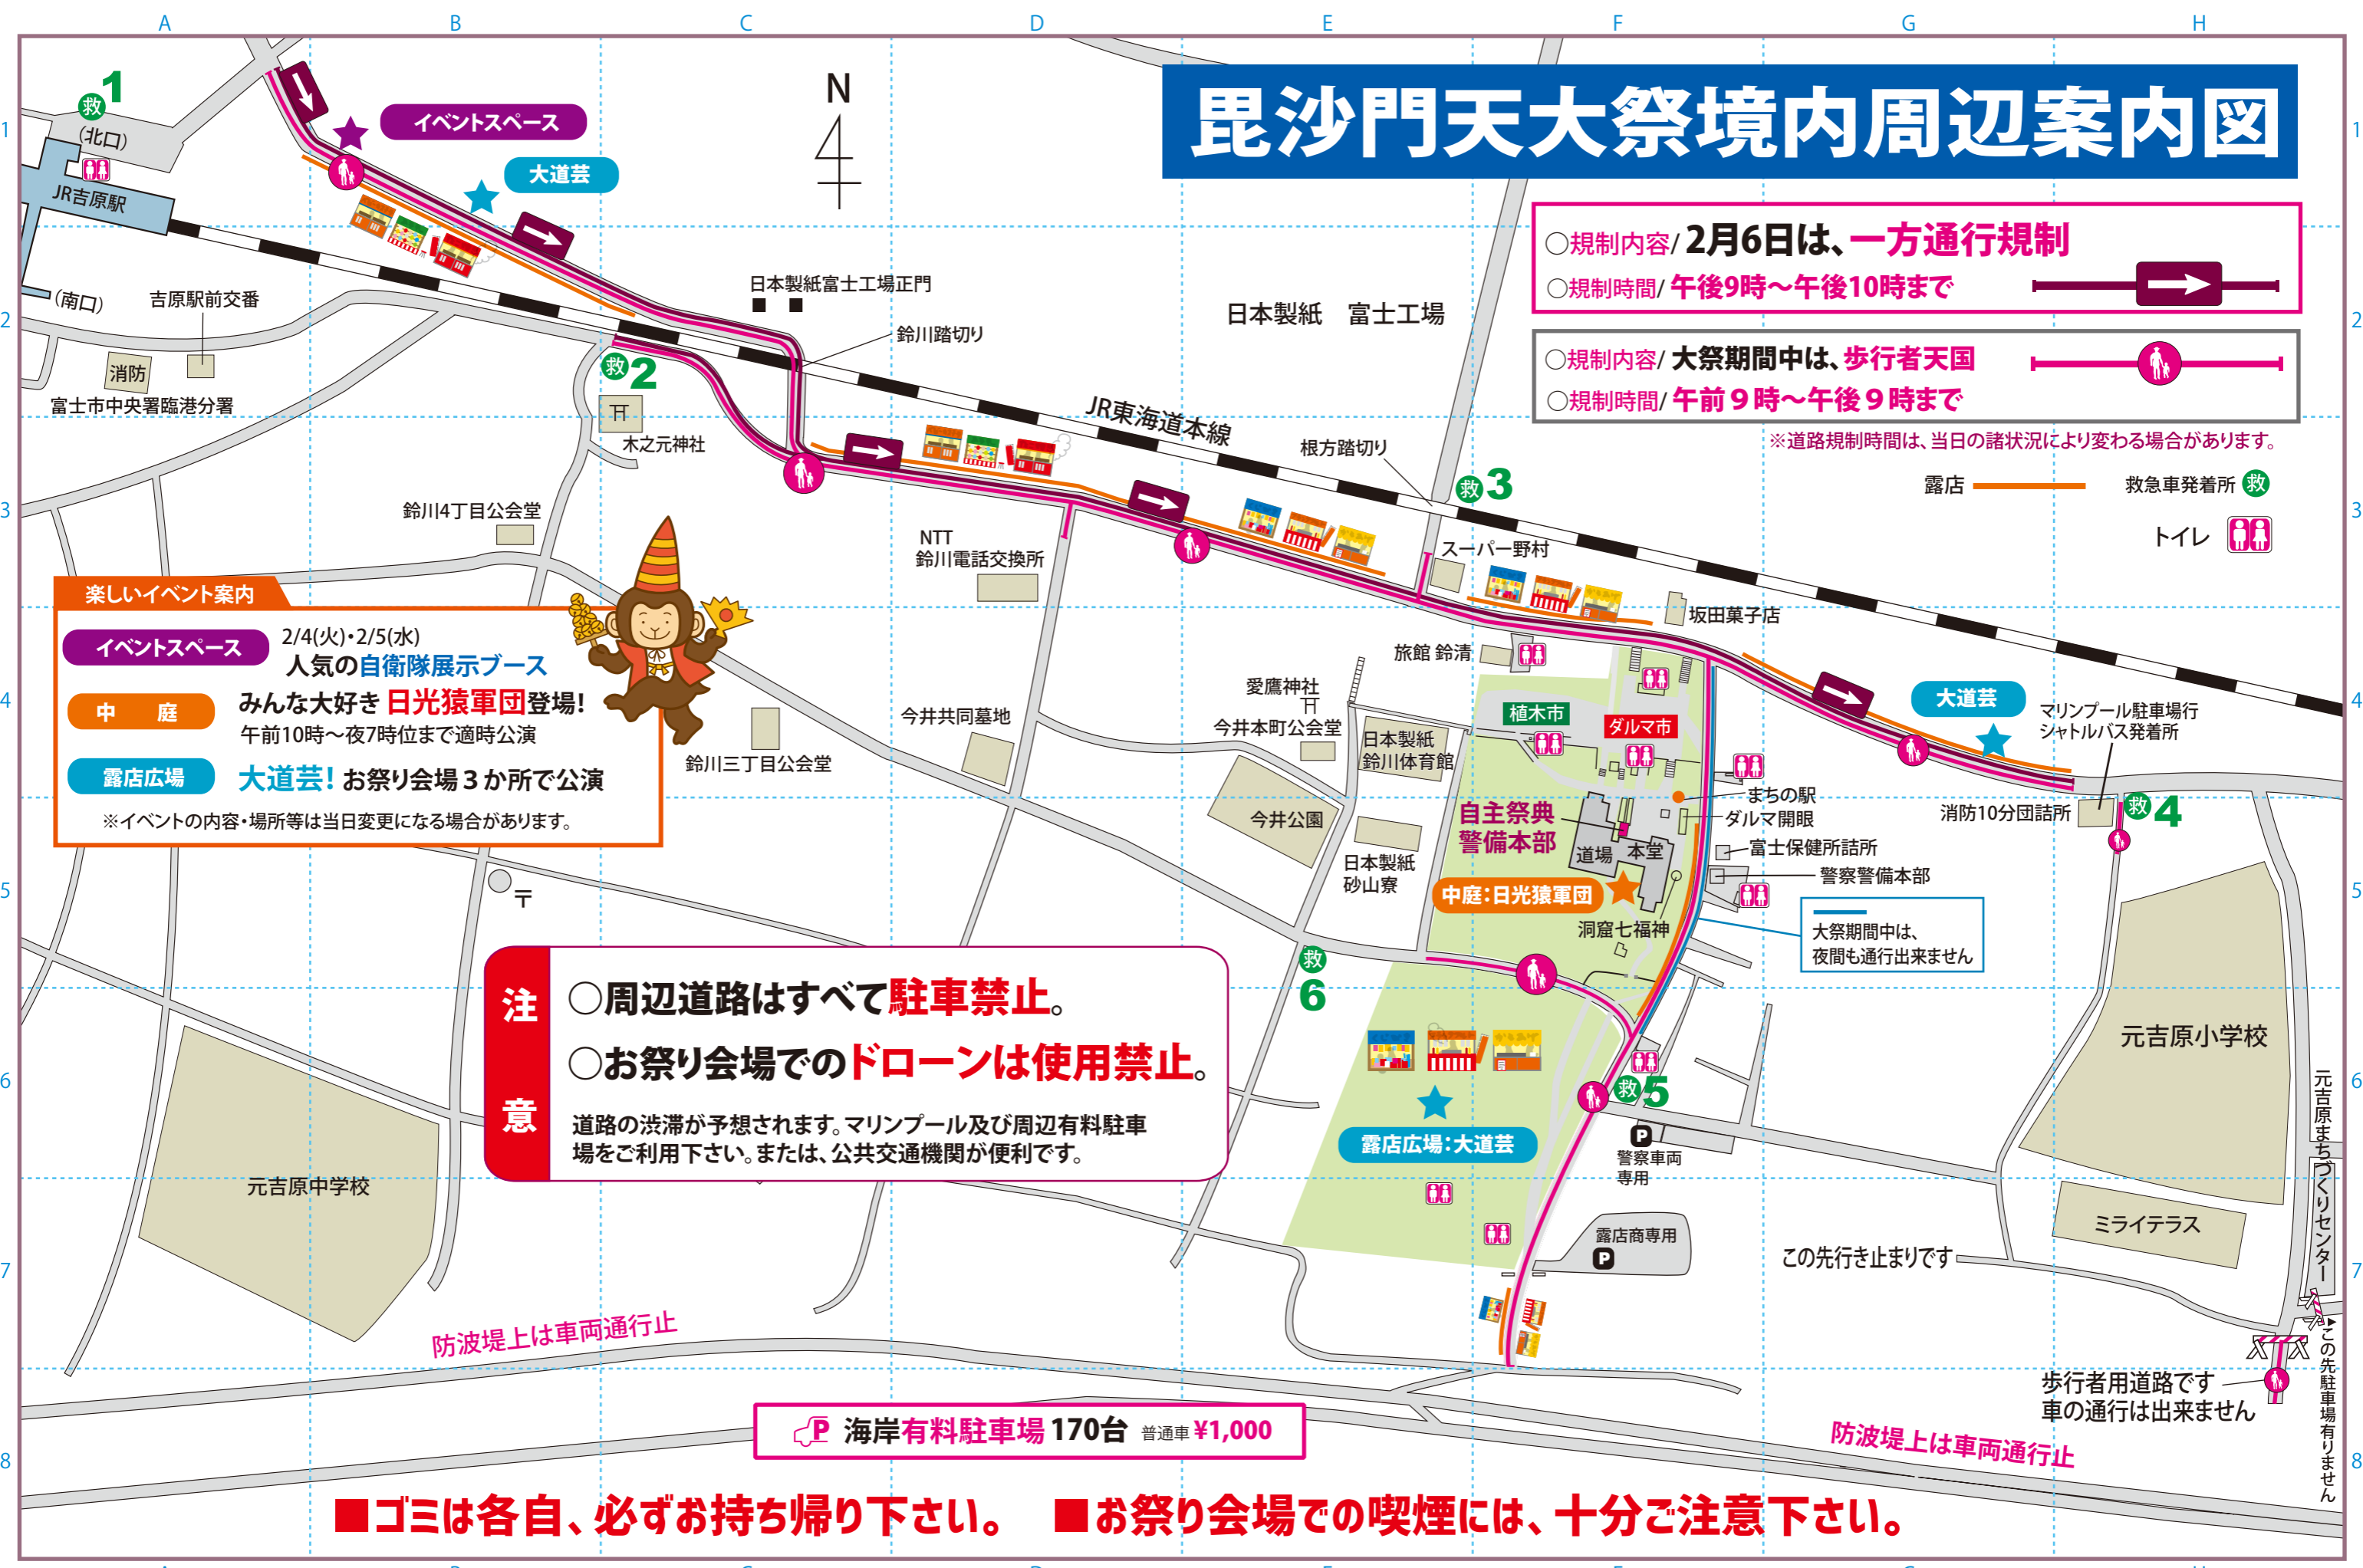 A B C D E F G H
1 2 3 4 5 6 7 8
1 2 3 4 5 6 7 8
毘沙門天大祭境内周辺案内図
N
救1
(北口)
JR吉原駅
(南口)
イベントスペース
大道芸
吉原駅前交番
消防
富士市中央署臨港分署
救2
木之元神社
日本製紙富士工場正門
鈴川踏切り
日本製紙 富士工場
JR東海道本線
○規制内容/ 2月6日は、一方通行規制
○規制時間/ 午後9時～午後10時まで
○規制内容/ 大祭期間中は、歩行者天国
○規制時間/ 午前９時～午後９時まで
※道路規制時間は、当日の諸状況により変わる場合があります。
露店
救急車発着所 救
トイレ
根方踏切り
救3
スーパー野村
鈴川4丁目公会堂
NTT
鈴川電話交換所
坂田菓子店
旅館 鈴清
楽しいイベント案内
イベントスペース
2/4(火)・2/5(水)
人気の自衛隊展示ブース
中 庭
みんな大好き 日光猿軍団登場!
午前10時～夜7時位まで適時公演
露店広場
大道芸! お祭り会場３か所で公演
※イベントの内容・場所等は当日変更になる場合があります。
鈴川三丁目公会堂
今井共同墓地
愛鷹神社
今井本町公会堂
日本製紙
鈴川体育館
今井公園
日本製紙
砂山寮
植木市
ダルマ市
自主祭典
警備本部
道場
本堂
中庭:日光猿軍団
洞窟七福神
まちの駅
ダルマ開眼
富士保健所詰所
警察警備本部
大祭期間中は、
夜間も通行出来ません
大道芸
マリンプール駐車場行
シャトルバス発着所
消防10分団詰所
救4
〒
救
6
注意
○周辺道路はすべて駐車禁止。
○お祭り会場でのドローンは使用禁止。
道路の渋滞が予想されます。マリンプール及び周辺有料駐車
場をご利用下さい。または、公共交通機関が便利です。
露店広場:大道芸
救5
P
警察車両
専用
露店商専用
P
元吉原中学校
元吉原小学校
元吉原まちづくりセンター
ミライテラス
この先行き止まりです
▲この先駐車場有りません
歩行者用道路です
車の通行は出来ません
防波堤上は車両通行止
防波堤上は車両通行止
P 海岸有料駐車場 170台 普通車 ¥1,000
■ゴミは各自、必ずお持ち帰り下さい。 ■お祭り会場での喫煙には、十分ご注意下さい。